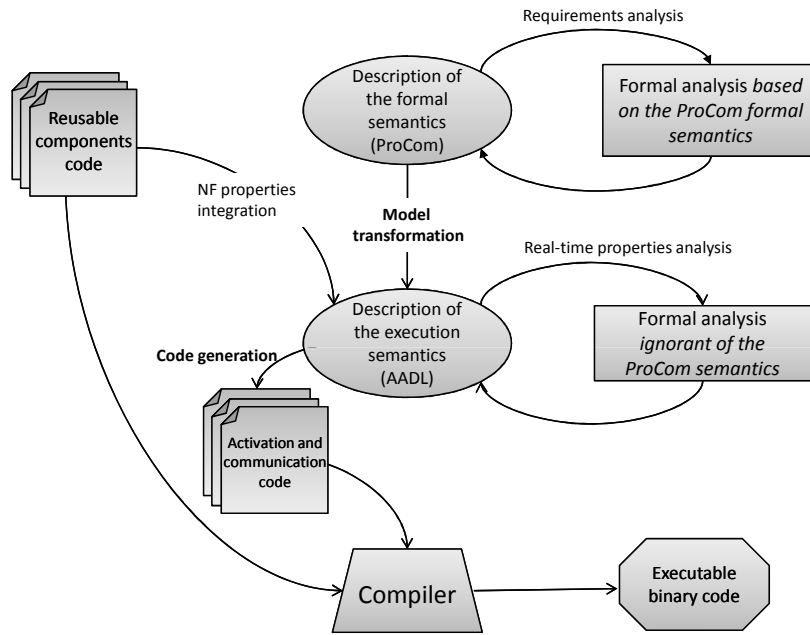 Requirements analysis
Description of
the formal
semantics
(ProCom)
Formal analysis based
on the ProCom formal
semantics
Reusable
components
code
NF properties
integration
Model
transformation
Real-time properties analysis
Description of
the execution
semantics
(AADL)
Formal analysis
ignorant of the
ProCom semantics
Code generation
Activation and
communication
code
Compiler
Executable
binary code